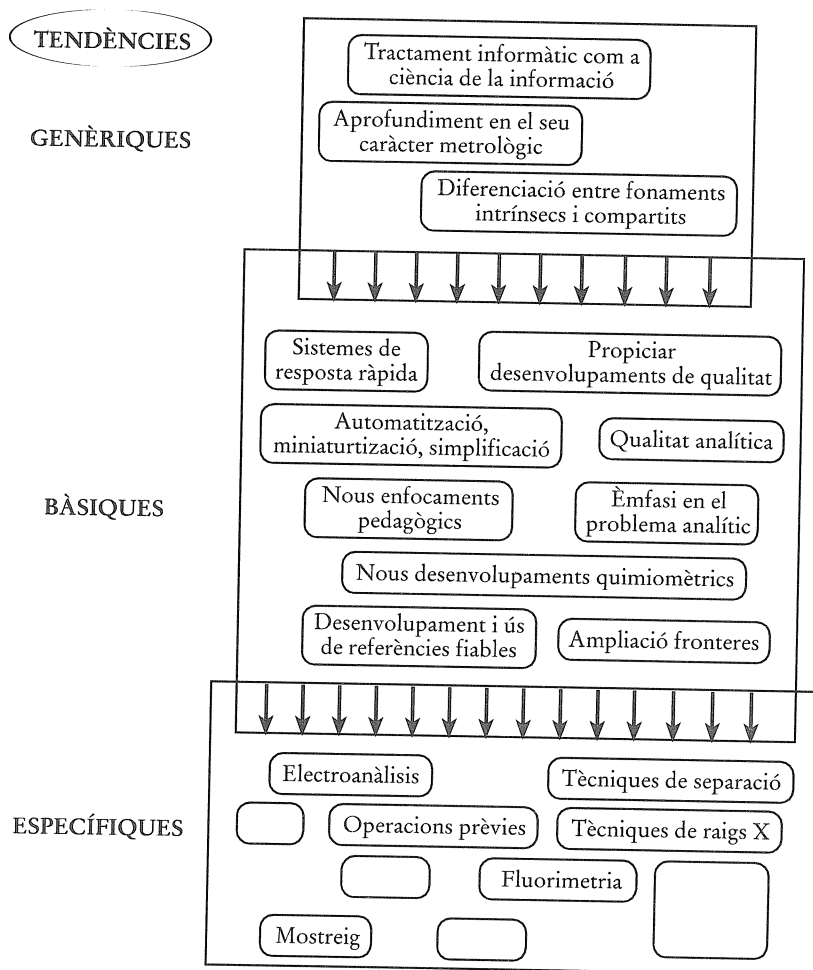 TENDÈNCIES
Tractament informàtic com a
ciència de la informació
GENÈRIQUES
Aprofundiment en el seu
caràcter metrològic
Diferenciació entre fonaments
intrínsecs i compartits
Sistemes de
resposta ràpida
Propiciar
desenvolupaments de qualitat
Automatització,
miniaturtizació, simplificació
Qualitat analítica
BÀSIQUES
Nous enfocaments
pedagògics
Èmfasi en el
problema analític
Nous desenvolupaments quimiomètrics
Desenvolupament i ús
de referències fiables
Ampliació fronteres
Electroanàlisis
Tècniques de separació
ESPECÍFIQUES
Operacions prèvies
Tècniques de raigs X
Fluorimetria
Mostreig